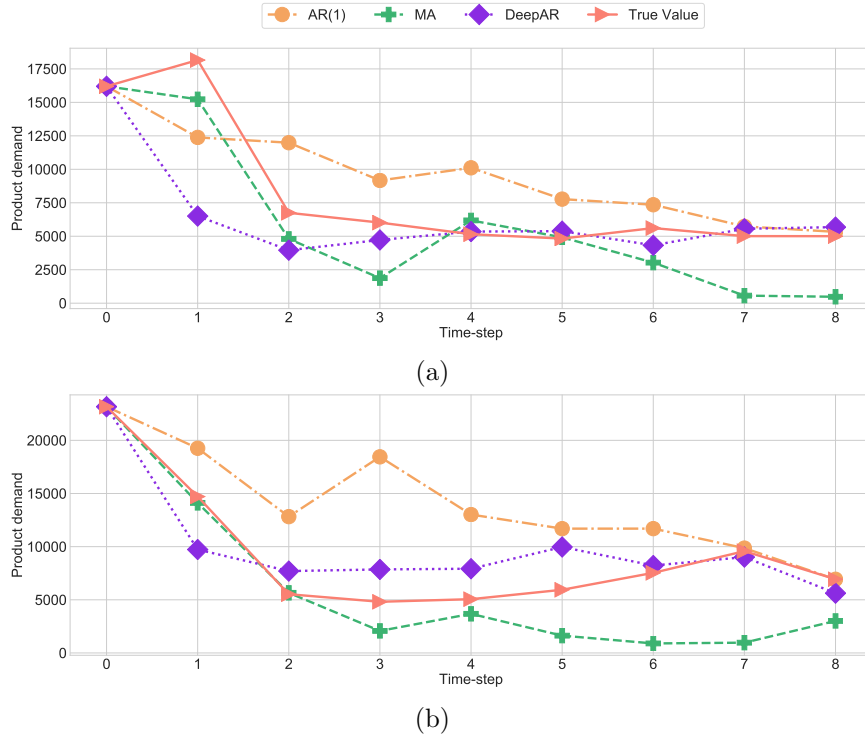 AR(1) MA DeepAR True Value
17500
15000
12500
10000
7500
5000
2500
0
Product demand
0 1 2 3 4 5 6 7 8
Time-step
(a)
20000
15000
10000
5000
0
Product demand
0 1 2 3 4 5 6 7 8
Time-step
(b)